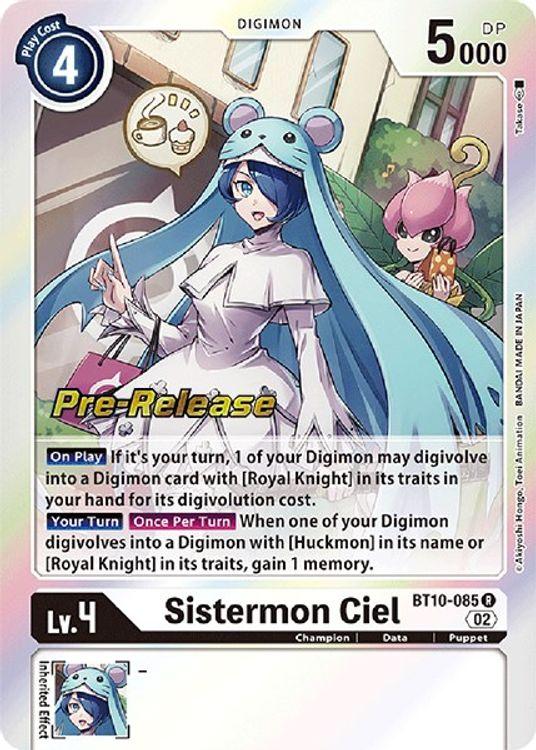 Play Cost
4
DIGIMON
5000
DP
Takase
Pre-Release
On Play If it's your turn, 1 of your Digimon may digivolve
into a Digimon card with [Royal Knight] in its traits in
your hand for its digivolution cost.
Your Turn Once Per Turn When one of your Digimon
digivolves into a Digimon with [Huckmon] in its name or
[Royal Knight] in its traits, gain 1 memory.
©Akiyoshi Hongo, Toei Animation BANDAI MADE IN JAPAN
Lv.4
Sistermon Ciel
BT10-085 R
02
Champion | Data | Puppet
Inherited Effect
-